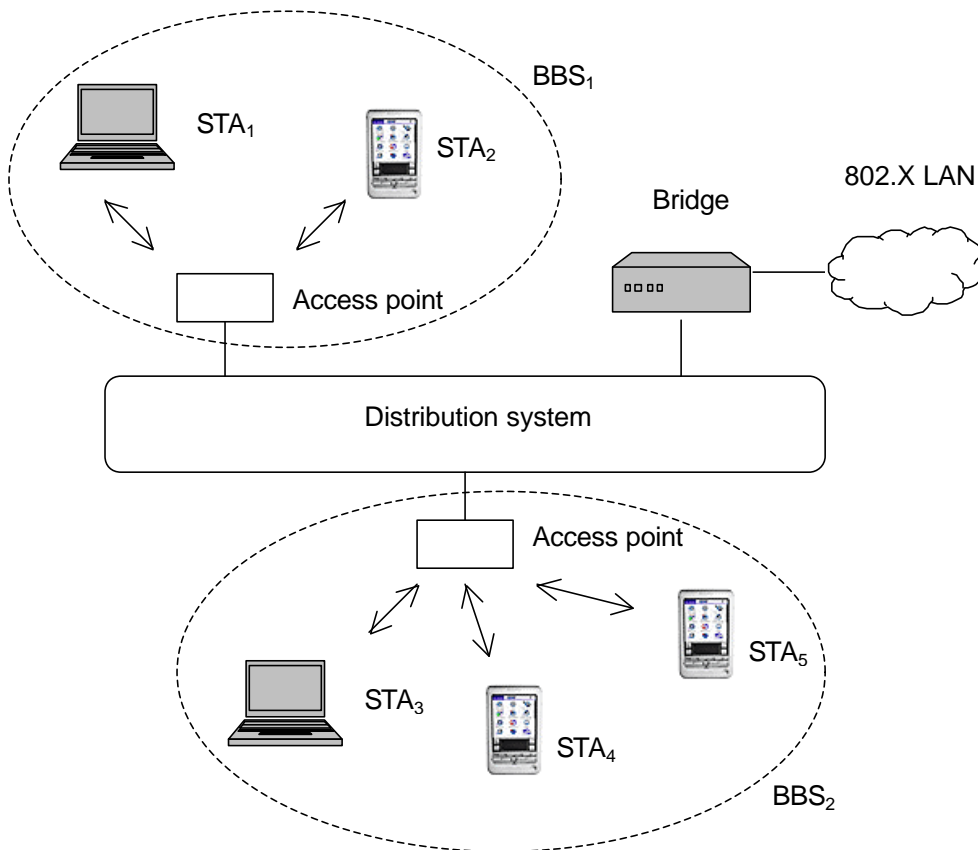 BBS₁
STA₁
STA₂
802.X LAN
Bridge
Access point
Distribution system
Access point
STA₅
STA₃
STA₄
BBS₂